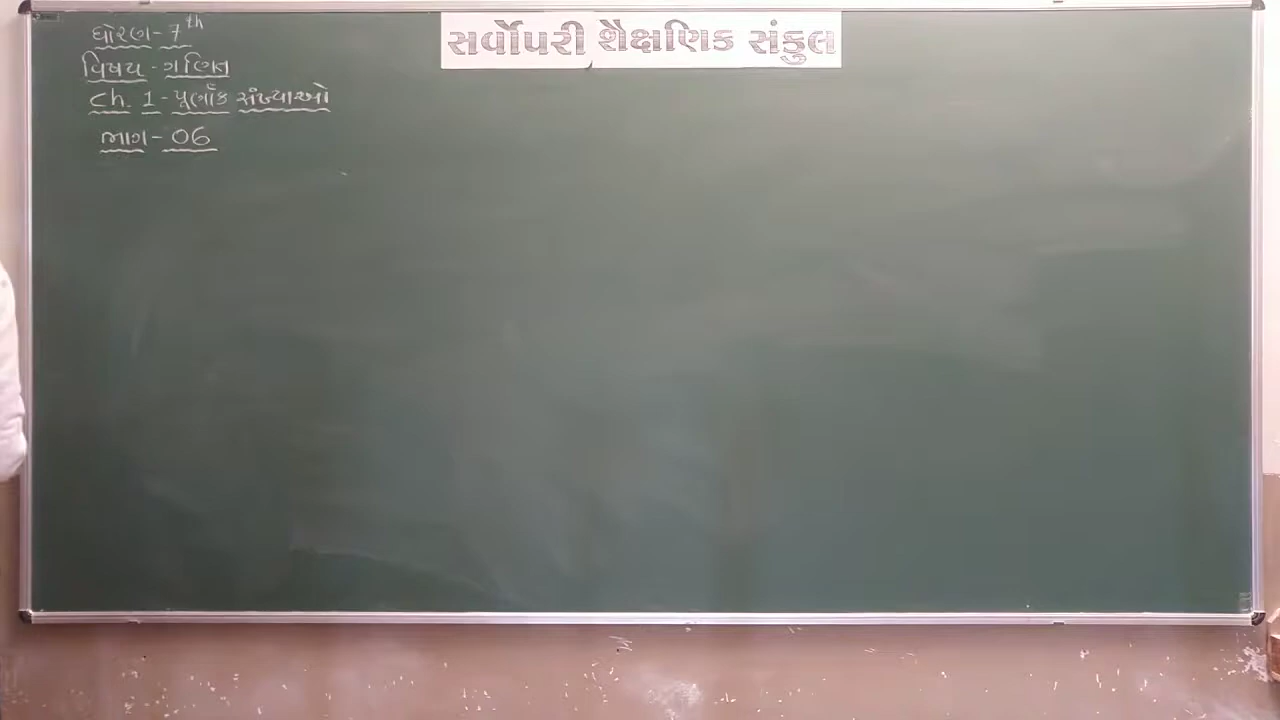 સર્વોપરી શૈક્ષણિક સંકુલ
ધોરણ - 7th
વિષય - ગણિત
Ch. 1 - પૂર્ણાંક સંખ્યાઓ
ભાગ - 06